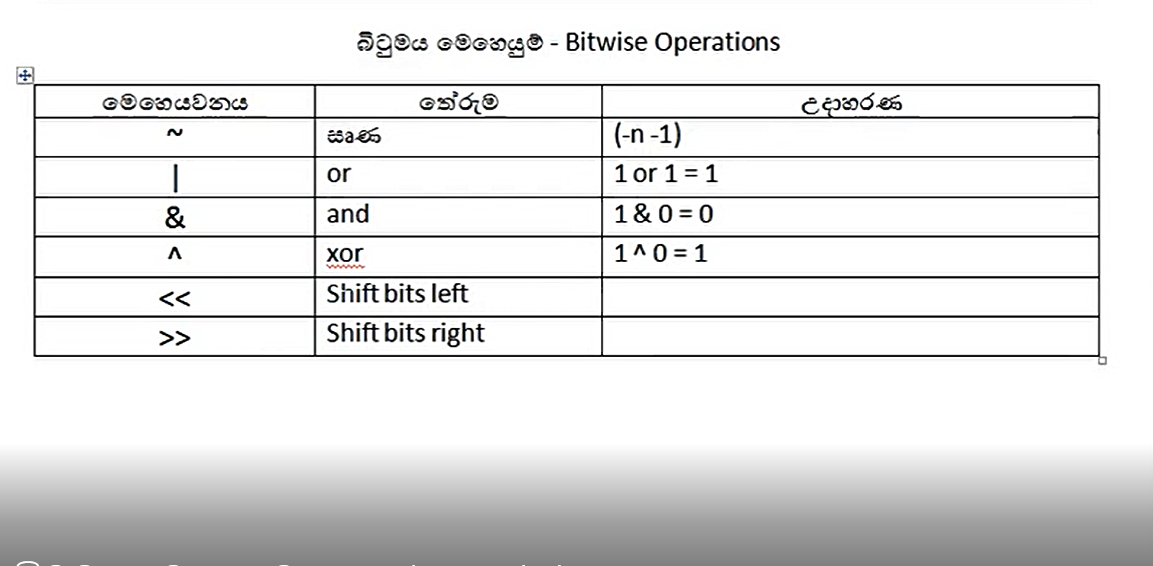 බිටුමය මෙහෙයුම් - Bitwise Operations
මෙහෙයවනය තේරුම උදාහරණ
~ සෘණ (-n -1)
| or 1 or 1 = 1
& and 1 & 0 = 0
^ xor 1 ^ 0 = 1
<< Shift bits left
>> Shift bits right